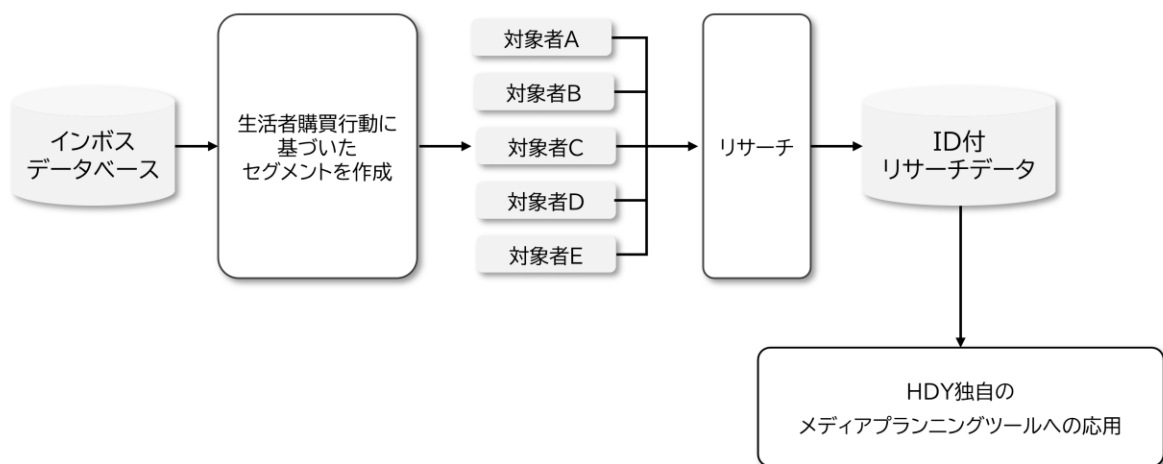 インボス
データベース
生活者購買行動に
基づいた
セグメントを作成
対象者A
対象者B
対象者C
対象者D
対象者E
リサーチ
ID付
リサーチデータ
HDY独自の
メディアプランニングツールへの応用